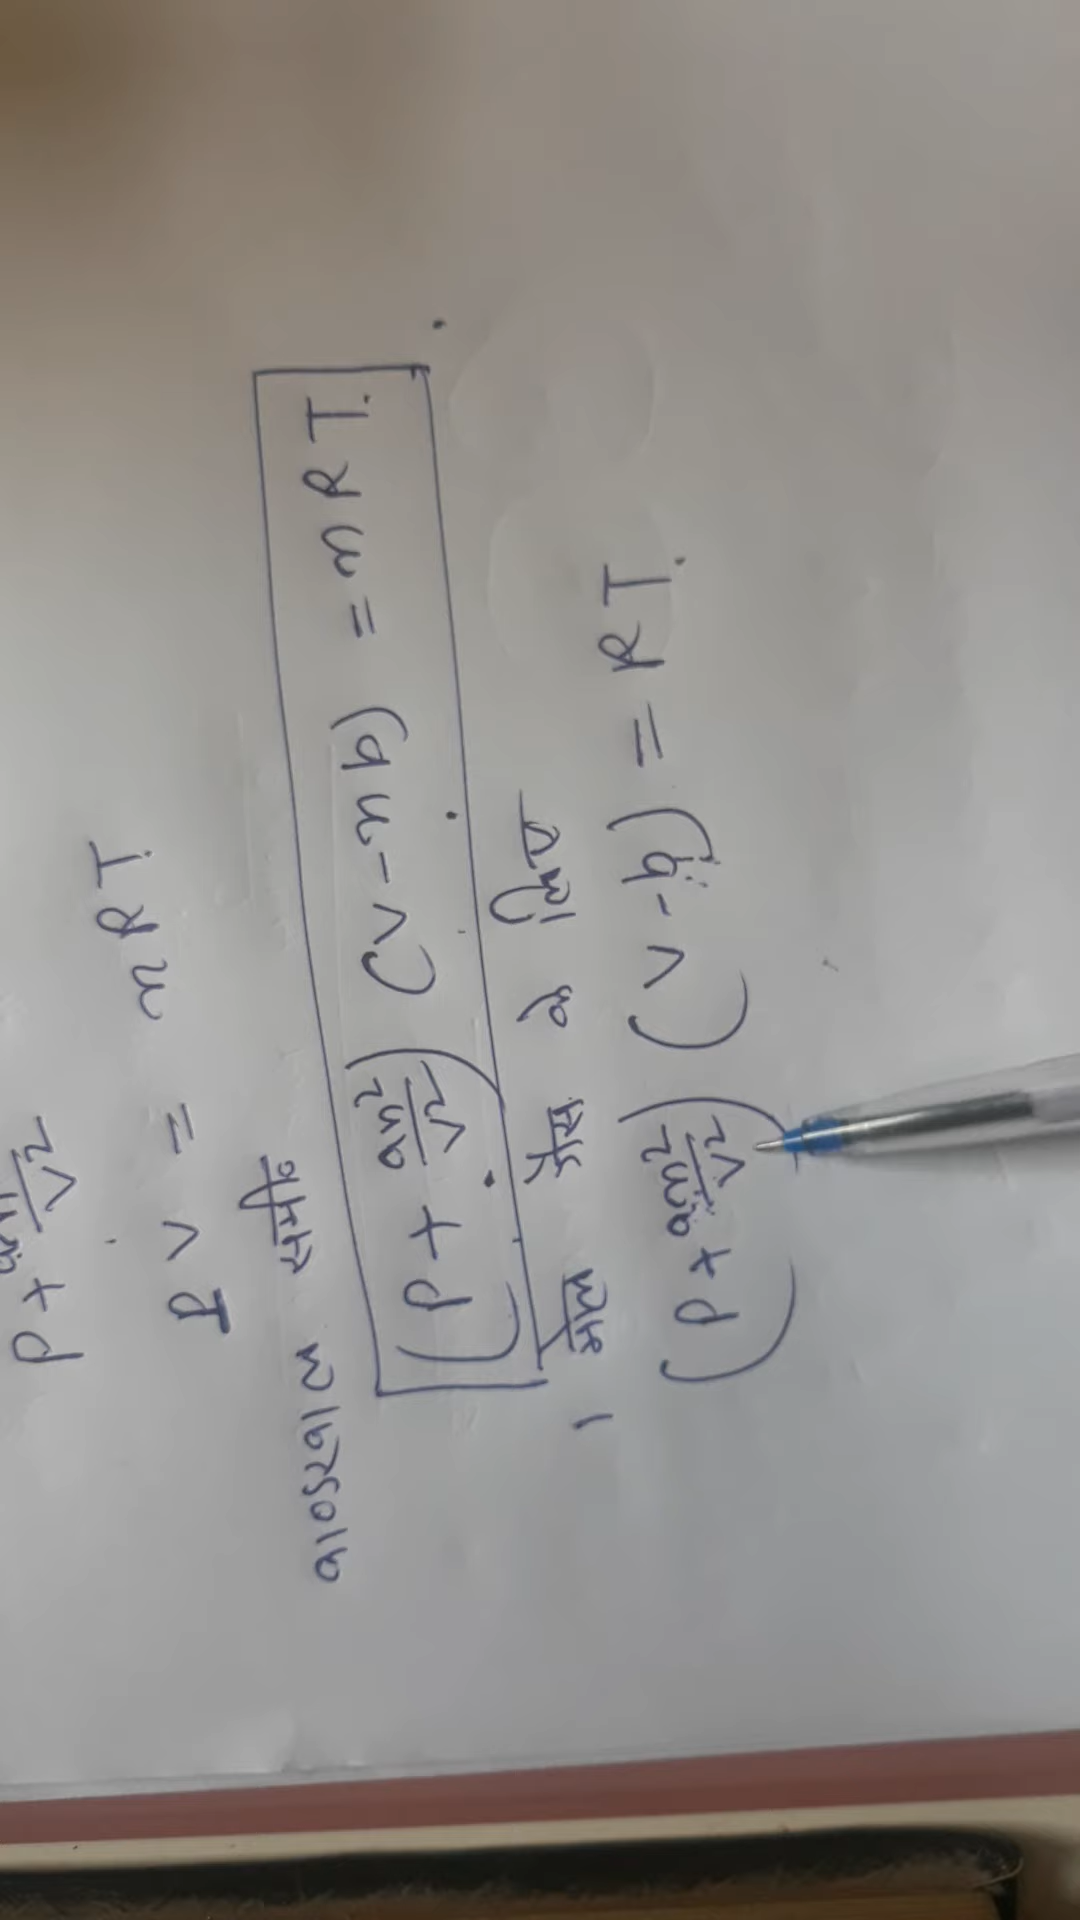 P + an²/V²
PV = nRT.
वाण्डरवाल समी०
(P + an²/V²) (V-nb) = nRT.
1 मोल गैस के लिए
(P + an²/V²) (V-b) = RT.